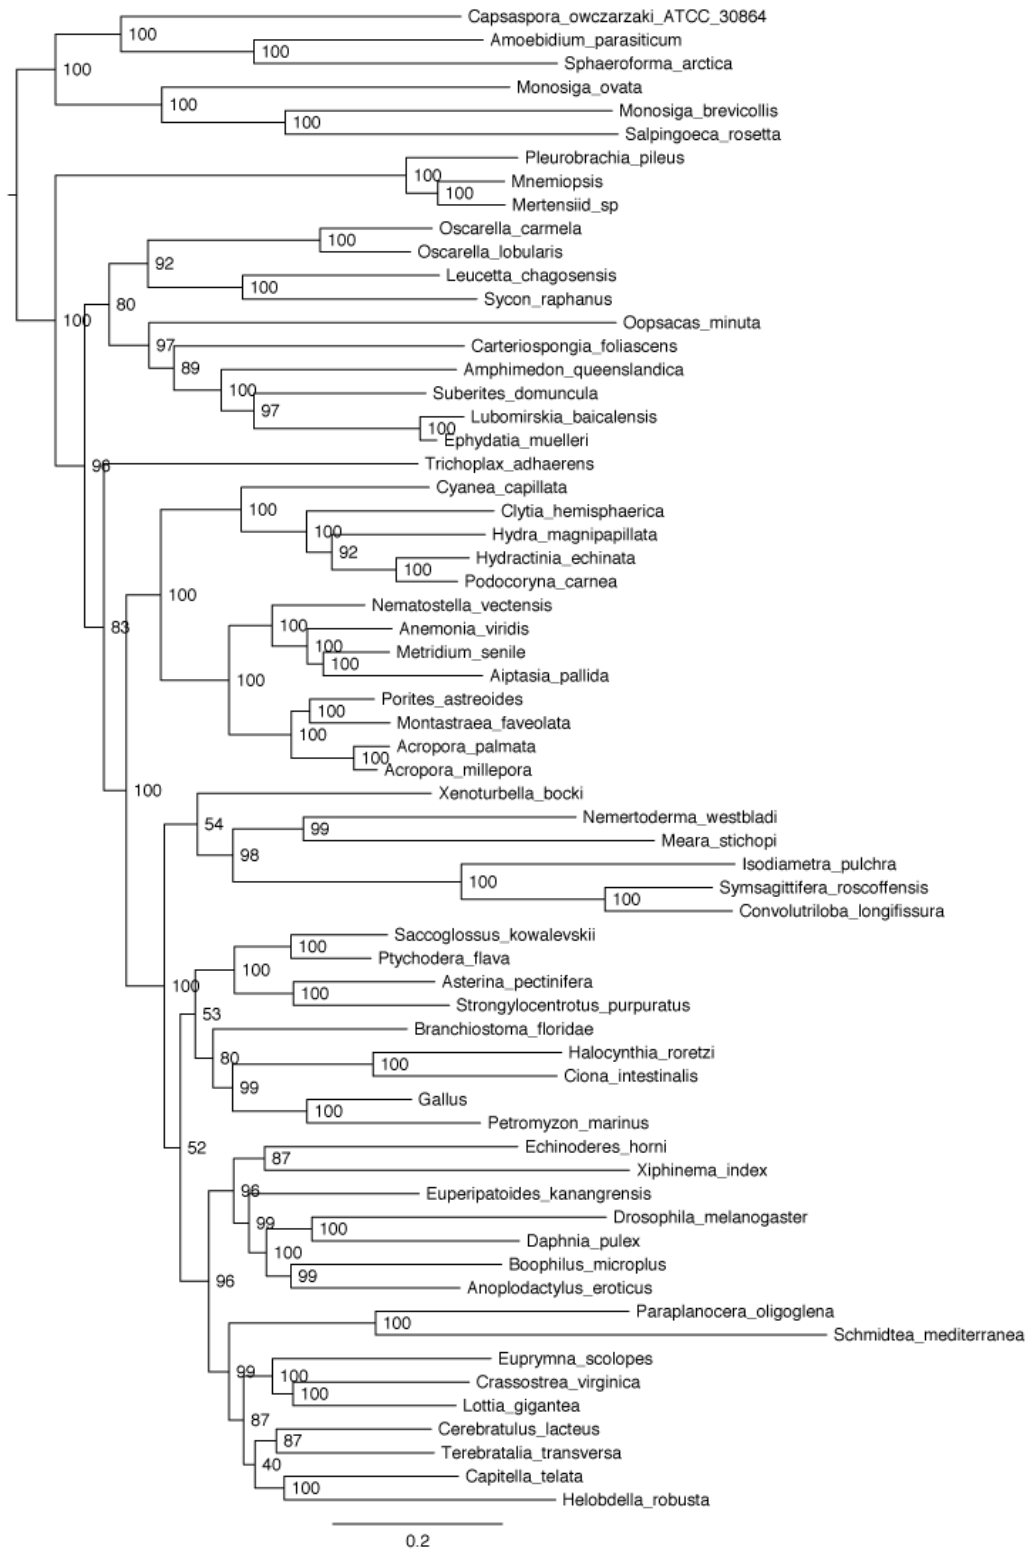 Capsaspora_owczarzaki_ATCC_30864
100
Amoebidium_parasiticum
100
Sphaeroforma_arctica
100
Monosiga_ovata
100
Monosiga_brevicollis
100
Salpingoeca_rosetta
Pleurobrachia_pileus
100
Mnemiopsis
100
Mertensiid_sp
Oscarella_carmela
100
Oscarella_lobularis
92
Leucetta_chagosensis
100
Sycon_raphanus
80
100
Oopsacas_minuta
97
Carteriospongia_foliascens
89
Amphimedon_queenslandica
100
Suberites_domuncula
97
Lubomirskia_baicalensis
100
Ephydatia_muelleri
96
Trichoplax_adhaerens
Cyanea_capillata
100
Clytia_hemisphaerica
100
Hydra_magnipapillata
92
Hydractinia_echinata
100
Podocoryna_carnea
100
Nematostella_vectensis
100
Anemonia_viridis
83
100
Metridium_senile
100
Aiptasia_pallida
100
Porites_astreoides
100
Montastraea_faveolata
100
Acropora_palmata
100
Acropora_millepora
100
Xenoturbella_bocki
54
Nemertoderma_westbladi
99
Meara_stichopi
98
Isodiametra_pulchra
100
Symsagittifera_roscoffensis
100
Convolutriloba_longifissura
Saccoglossus_kowalevskii
100
Ptychodera_flava
100
Asterina_pectinifera
100
100
Strongylocentrotus_purpuratus
53
Branchiostoma_floridae
80
Halocynthia_roretzi
100
Ciona_intestinalis
99
Gallus
100
Petromyzon_marinus
52
Echinoderes_horni
87
Xiphinema_index
96
Euperipatoides_kanangrensis
99
Drosophila_melanogaster
100
Daphnia_pulex
100
Boophilus_microplus
99
Anoplodactylus_eroticus
96
Paraplanocera_oligoglena
100
Schmidtea_mediterranea
99
Euprymna_scolopes
100
Crassostrea_virginica
100
Lottia_gigantea
87
Cerebratulus_lacteus
87
Terebratalia_transversa
40
Capitella_telata
100
Helobdella_robusta
0.2